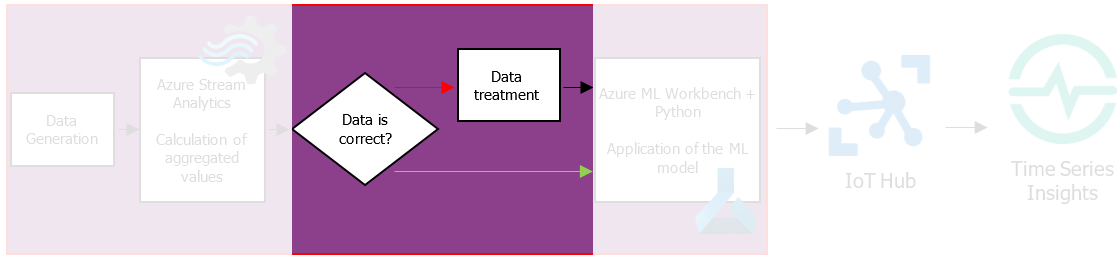 Data
Generation
Azure Stream
Analytics
Calculation of
aggregated
values
Data is
correct?
Data
treatment
Azure ML Workbench +
Python
Application of the ML
model
IoT Hub
Time Series
Insights